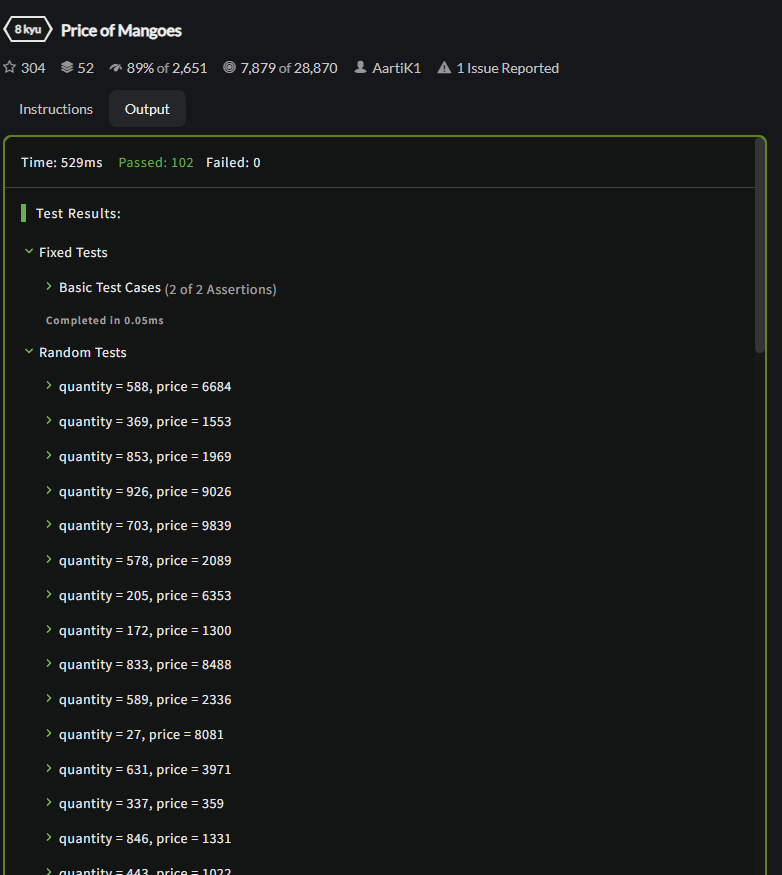 8 kyu Price of Mangoes
304 52 89% of 2,651 7,879 of 28,870 AartiK1 1 Issue Reported
Instructions Output
Time: 529ms Passed: 102 Failed: 0
Test Results:
Fixed Tests
Basic Test Cases (2 of 2 Assertions)
Completed in 0.05ms
Random Tests
quantity = 588, price = 6684
quantity = 369, price = 1553
quantity = 853, price = 1969
quantity = 926, price = 9026
quantity = 703, price = 9839
quantity = 578, price = 2089
quantity = 205, price = 6353
quantity = 172, price = 1300
quantity = 833, price = 8488
quantity = 589, price = 2336
quantity = 27, price = 8081
quantity = 631, price = 3971
quantity = 337, price = 359
quantity = 846, price = 1331
quantity = 443, price = 1022